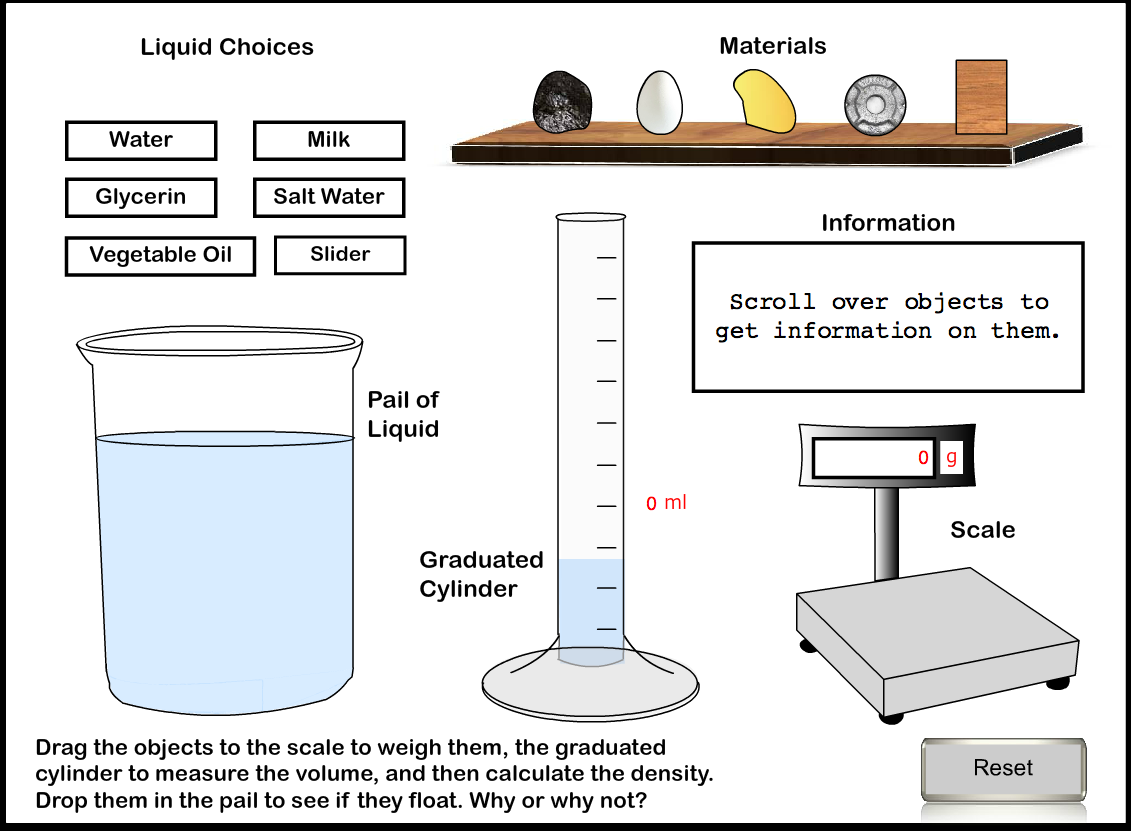 Liquid Choices
Materials
Water
Milk
Glycerin
Salt Water
Vegetable Oil
Slider
Information
Scroll over objects to
get information on them.
Pail of
Liquid
0 g
0 ml
Scale
Graduated
Cylinder
Drag the objects to the scale to weigh them, the graduated
cylinder to measure the volume, and then calculate the density.
Drop them in the pail to see if they float. Why or why not?
Reset